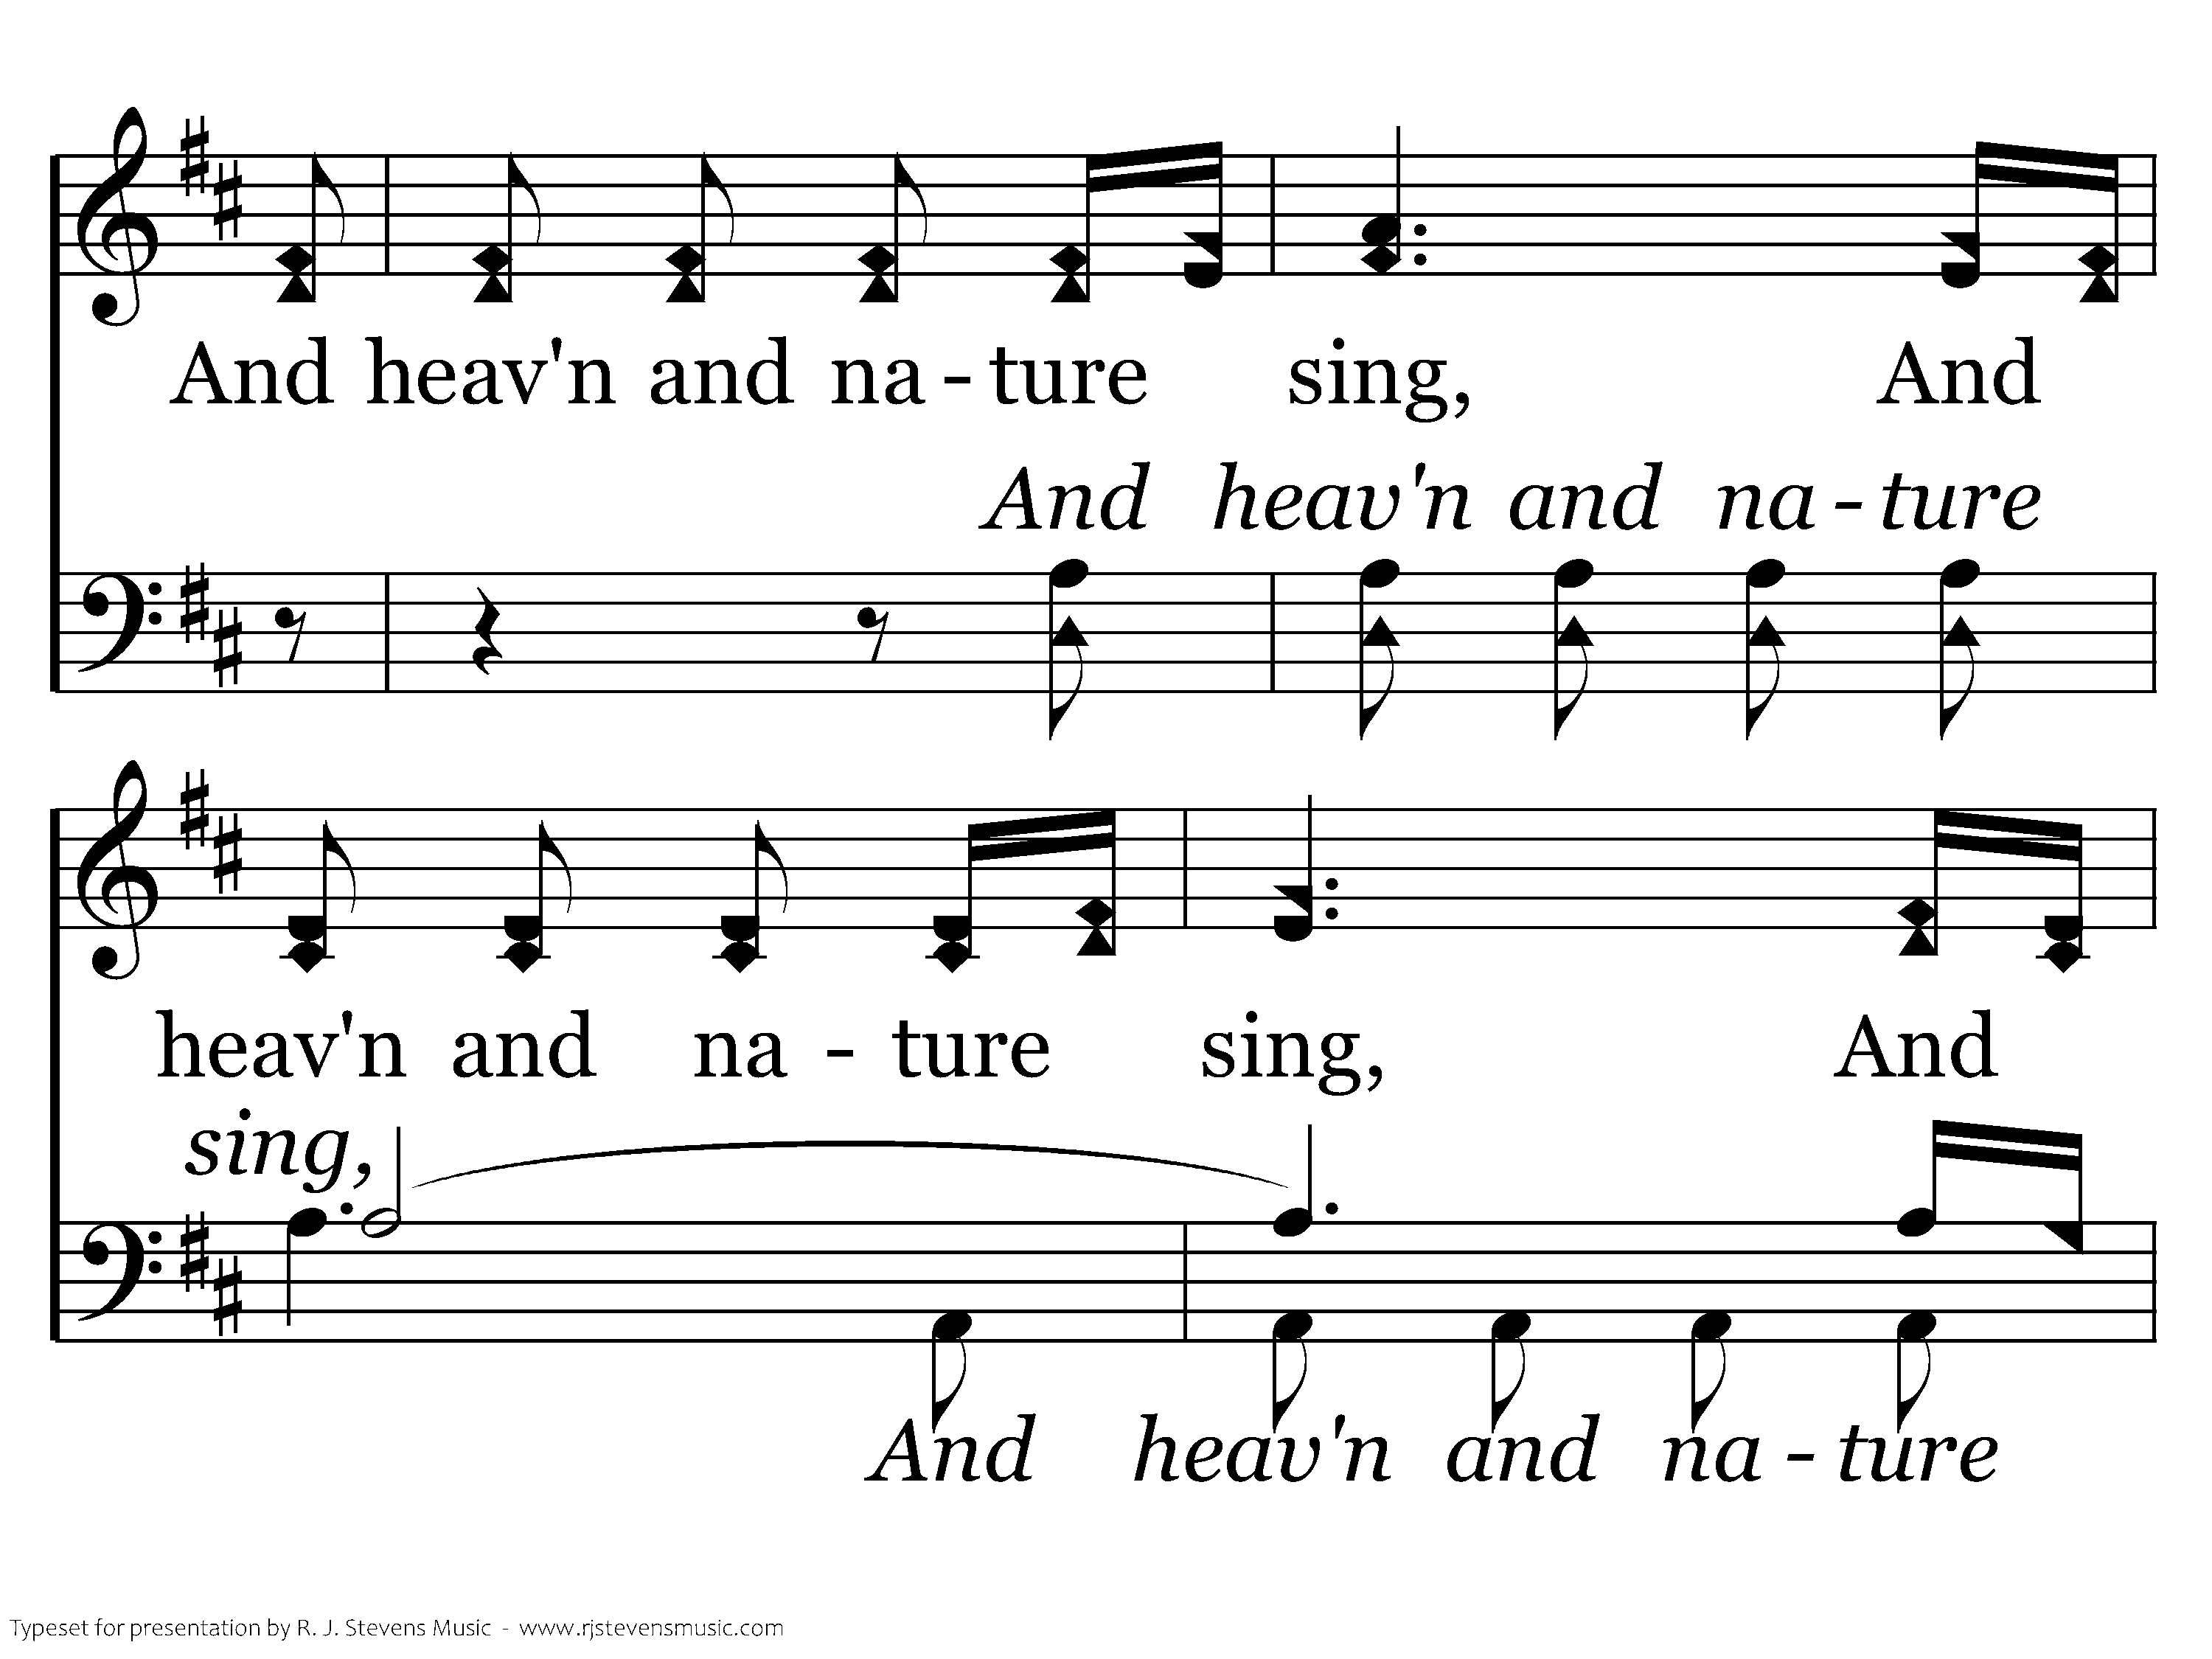 And heav'n and na - ture sing, And
And heav'n and na - ture
heav'n and na - ture sing, And
sing,
And heav'n and na - ture
Typeset for presentation by R. J. Stevens Music - www.rjstevensmusic.com